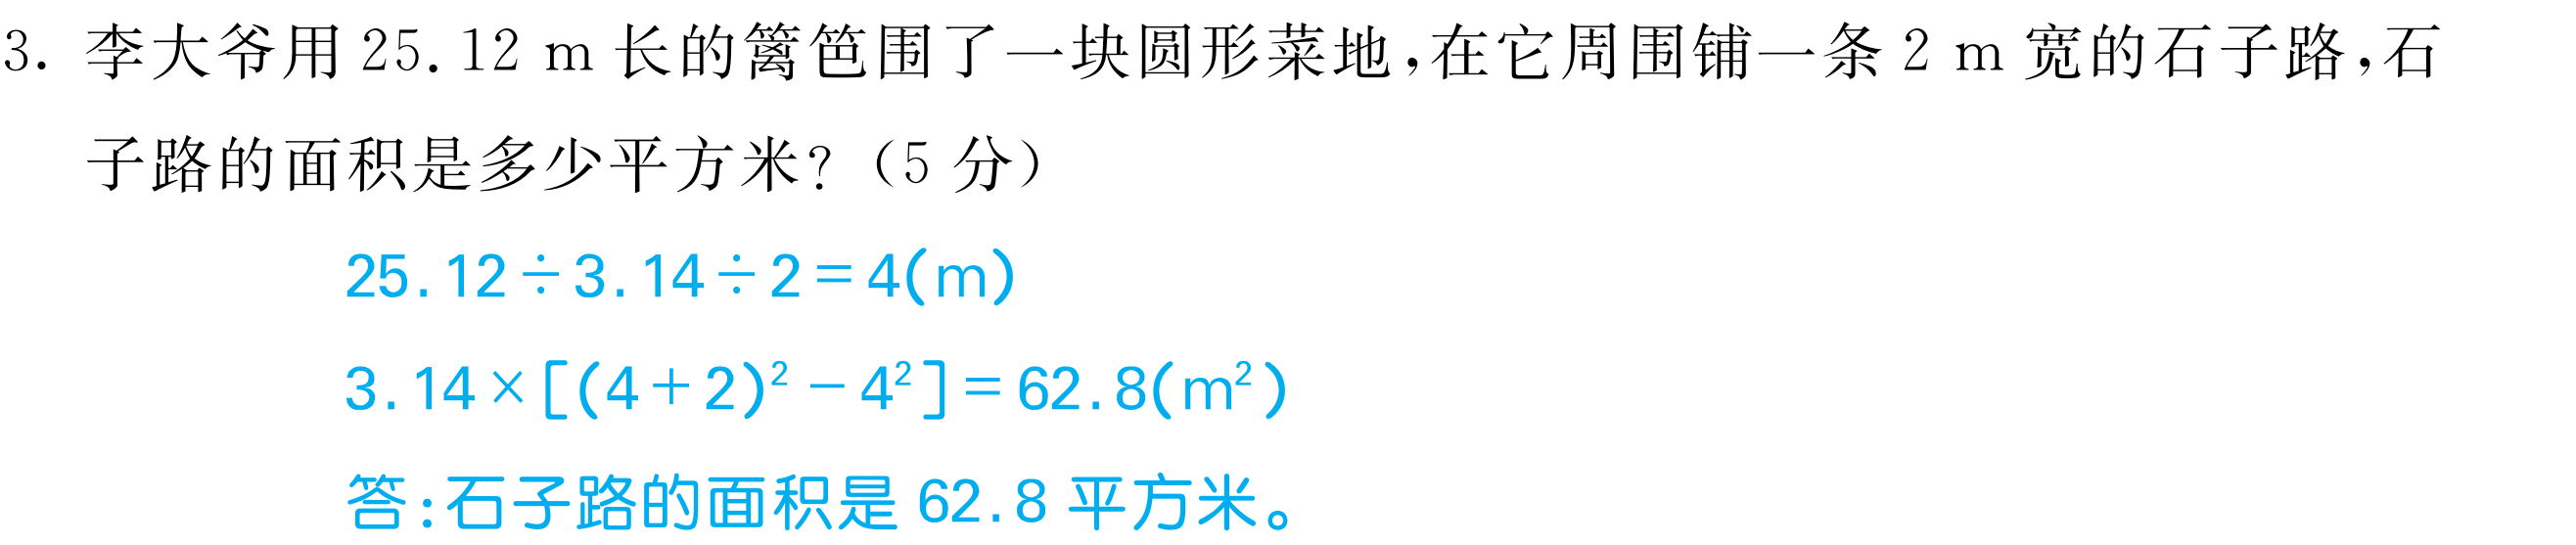 3. 李大爷用 25.12 m 长的篱笆围了一块圆形菜地,在它周围铺一条 2 m 宽的石子路,石
子路的面积是多少平方米?（5 分）
25.12÷3.14÷2=4(m)
3.14×[(4+2)²-4²]=62.8(m²)
答:石子路的面积是 62.8 平方米。